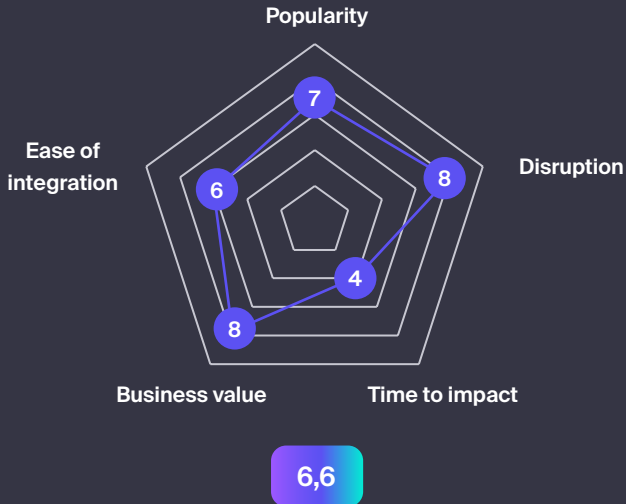 Popularity
7
Ease of
integration
Disruption
6
8
4
8
Business value
Time to impact
6,6